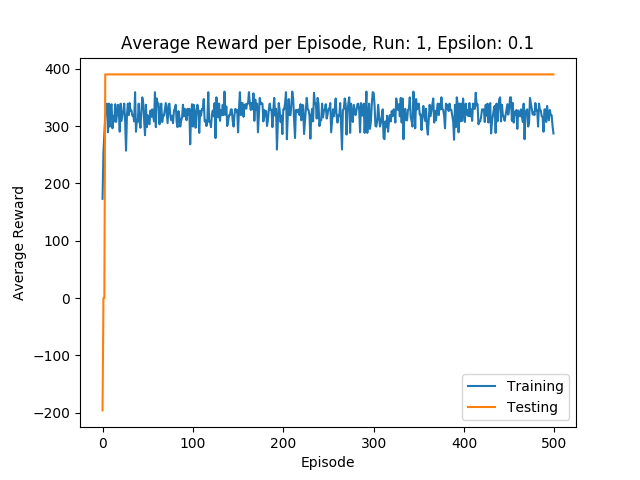 Average Reward per Episode, Run: 1, Epsilon: 0.1
400
300
200
100
0
−100
−200
Average Reward
0
100
200
300
400
500
Episode
Training
Testing